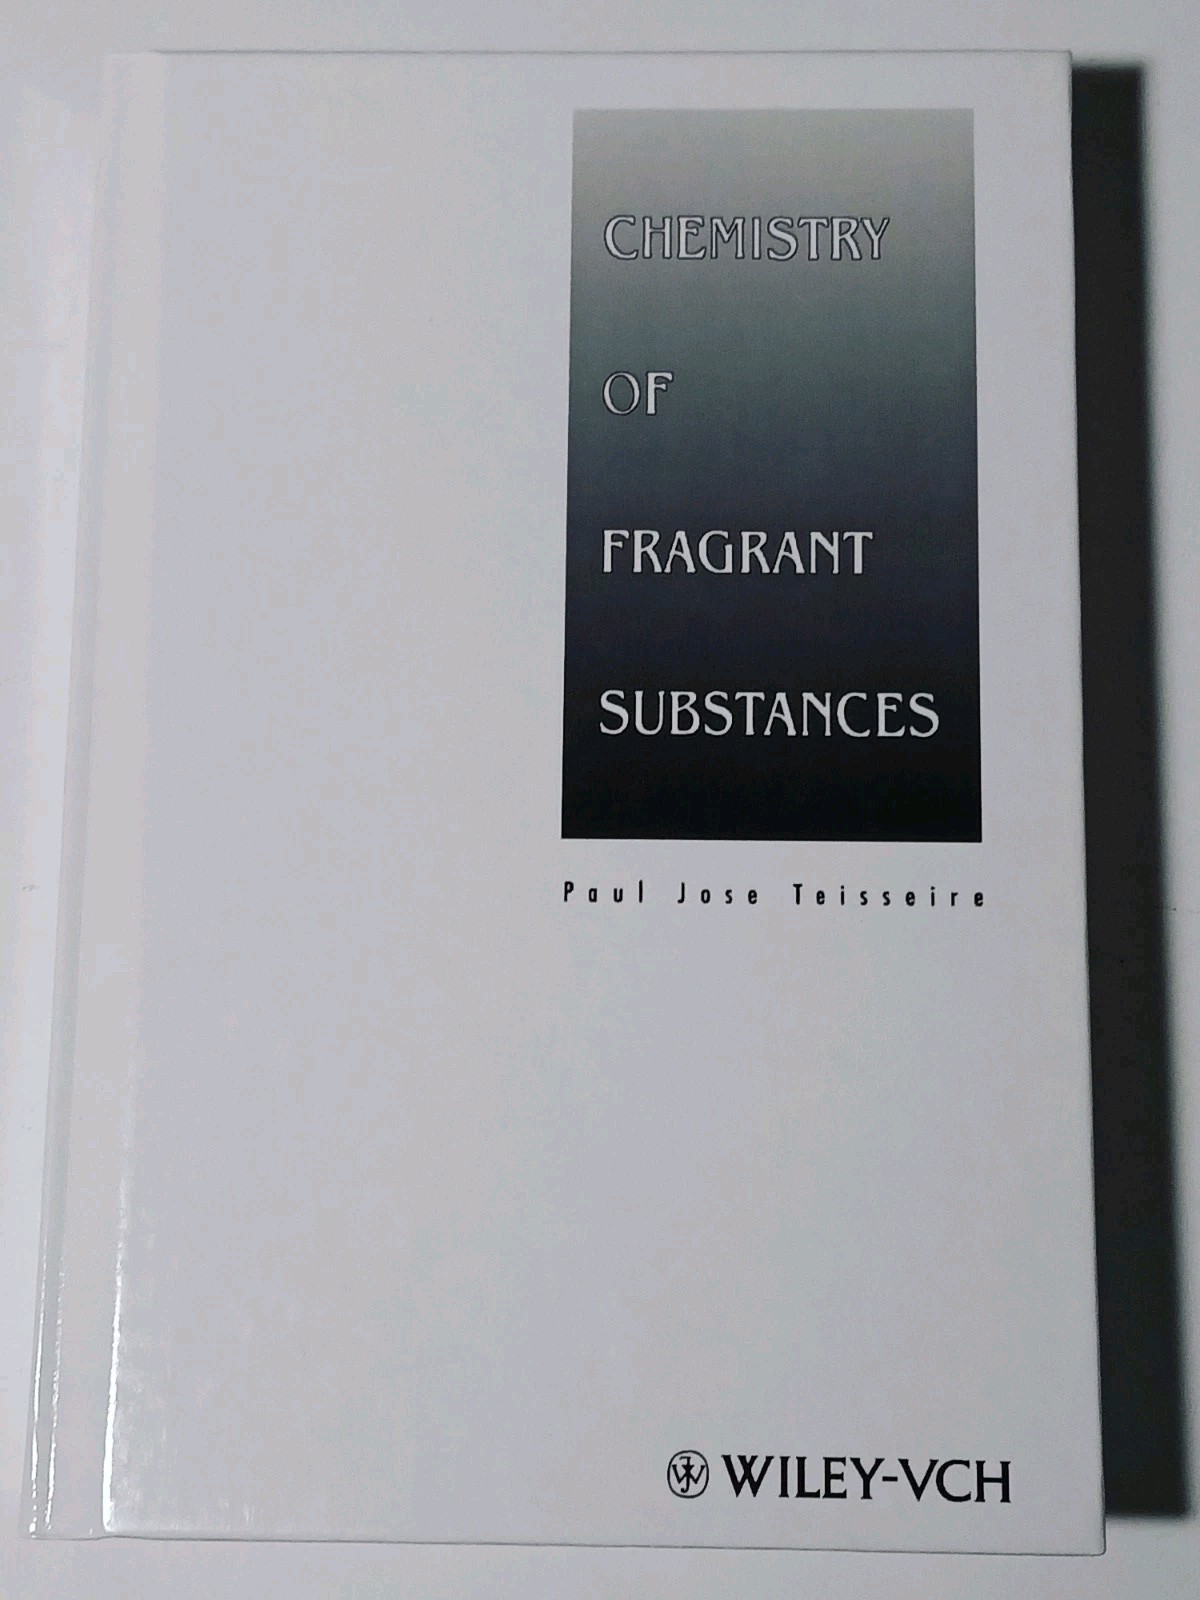 CHEMISTRY
OF
FRAGRANT
SUBSTANCES
Paul Jose Teisseire
WILEY-VCH